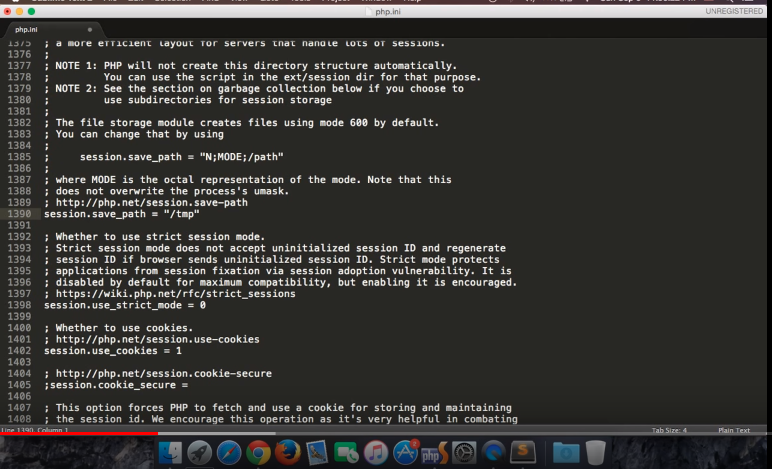 php.ini
UNREGISTERED
php.ini
1375 ; a more efficient layout for servers that handle lots of sessions.
1376 ;
1377 ; NOTE 1: PHP will not create this directory structure automatically.
1378 ;         You can use the script in the ext/session dir for that purpose.
1379 ; NOTE 2: See the section on garbage collection below if you choose to
1380 ;         use subdirectories for session storage
1381 ;
1382 ; The file storage module creates files using mode 600 by default.
1383 ; You can change that by using
1384 ;
1385 ;     session.save_path = "N;MODE;/path"
1386 ;
1387 ; where MODE is the octal representation of the mode. Note that this
1388 ; does not overwrite the process's umask.
1389 ; http://php.net/session.save-path
1390 session.save_path = "/tmp"
1391
1392 ; Whether to use strict session mode.
1393 ; Strict session mode does not accept uninitialized session ID and regenerate
1394 ; session ID if browser sends uninitialized session ID. Strict mode protects
1395 ; applications from session fixation via session adoption vulnerability. It is
1396 ; disabled by default for maximum compatibility, but enabling it is encouraged.
1397 ; https://wiki.php.net/rfc/strict_sessions
1398 session.use_strict_mode = 0
1399
1400 ; Whether to use cookies.
1401 ; http://php.net/session.use-cookies
1402 session.use_cookies = 1
1403
1404 ; http://php.net/session.cookie-secure
1405 ;session.cookie_secure =
1406
1407 ; This option forces PHP to fetch and use a cookie for storing and maintaining
1408 ; the session id. We encourage this operation as it's very helpful in combating
Line 1390, Column 1
Tab Size: 4
Plain Text
php